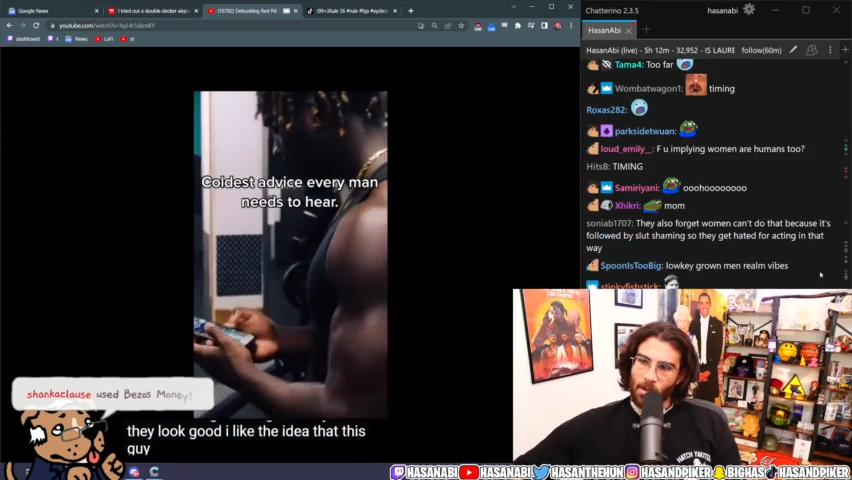 Google News
I tried out a double decker airpl
(10782) Debunking Red Pill
youtube.com/watch?v=
dashboard
News
LoFi
yt
Coldest advice every man
needs to hear.
shankaclause used Bezos Money!
they look good i like the idea that this
guy
Chatterino 2.3.5
hasanabi
HasanAbi
HasanAbi (live) - 5h 12m - 32,952 - IS LAURE
follow(60m)
Tama4: Too far
Wombatwagon1: timing
Roxas282:
parksidetwuan:
loud_emily__: F u implying women are humans too?
HitsB: TIMING
Samiriyani: ooohoooooooo
Xhikri: mom
soniab1707: They also forget women can't do that because it's
followed by slut shaming so they get hated for acting in that
way
SpoonIsTooBig: lowkey grown men realm vibes
stinkyfishstick:
HASANABI HASANABI HASANTHEHUN HASANDPIKER BIGHAS HASANDPIKER